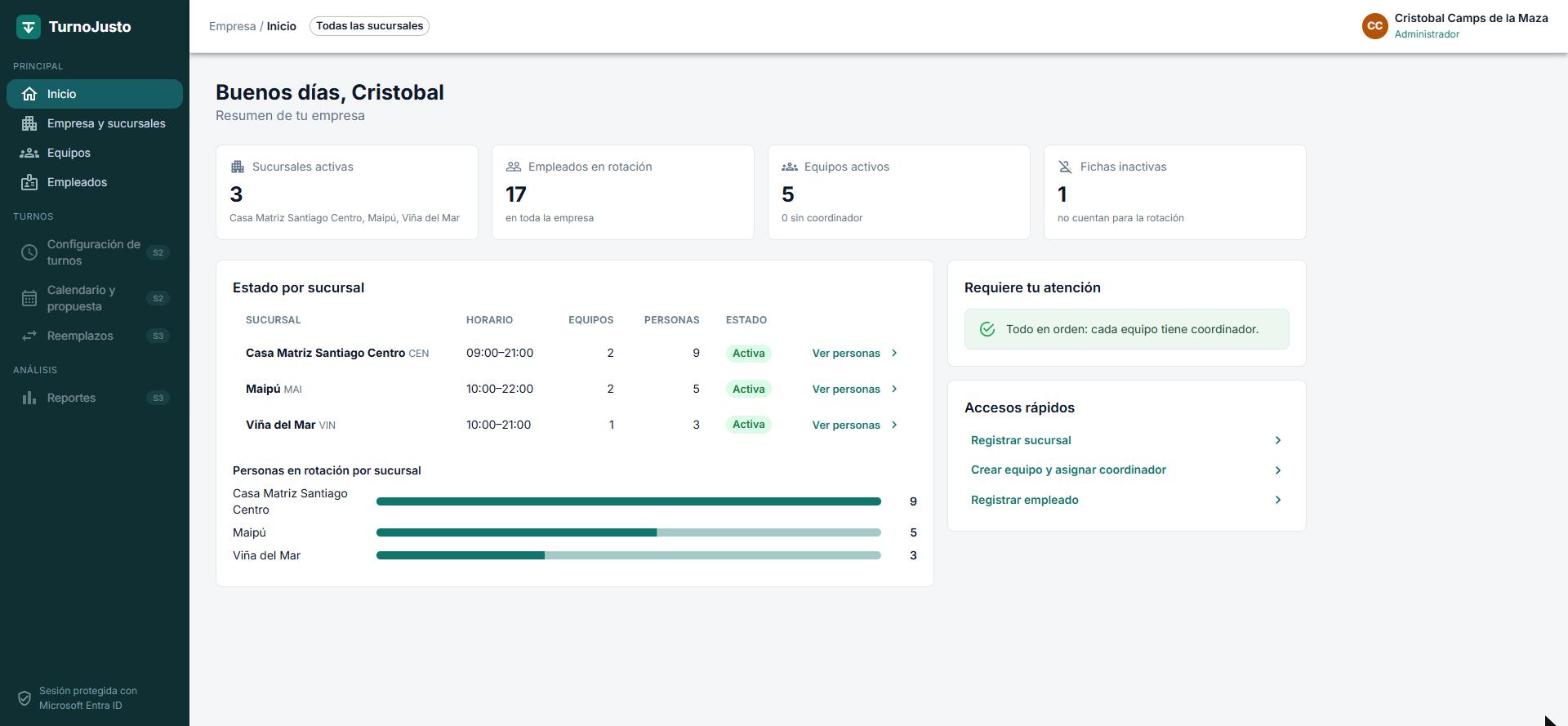 TurnoJusto
PRINCIPAL
Inicio
Empresa y sucursales
Equipos
Empleados
TURNOS
Configuración de
turnos
S2
Calendario y
propuesta
S2
Reemplazos
S3
ANÁLISIS
Reportes
S3
Sesión protegida con
Microsoft Entra ID
Empresa / Inicio
Todas las sucursales
CC
Cristobal Camps de la Maza
Administrador
Buenos días, Cristobal
Resumen de tu empresa
Sucursales activas
3
Casa Matriz Santiago Centro, Maipú, Viña del Mar
Empleados en rotación
17
en toda la empresa
Equipos activos
5
0 sin coordinador
Fichas inactivas
1
no cuentan para la rotación
Estado por sucursal
SUCURSAL HORARIO EQUIPOS PERSONAS ESTADO
Casa Matriz Santiago Centro CEN 09:00–21:00 2 9 Activa Ver personas
Maipú MAI 10:00–22:00 2 5 Activa Ver personas
Viña del Mar VIN 10:00–21:00 1 3 Activa Ver personas
Personas en rotación por sucursal
Casa Matriz Santiago
Centro
9
Maipú 5
Viña del Mar 3
Requiere tu atención
Todo en orden: cada equipo tiene coordinador.
Accesos rápidos
Registrar sucursal
Crear equipo y asignar coordinador
Registrar empleado